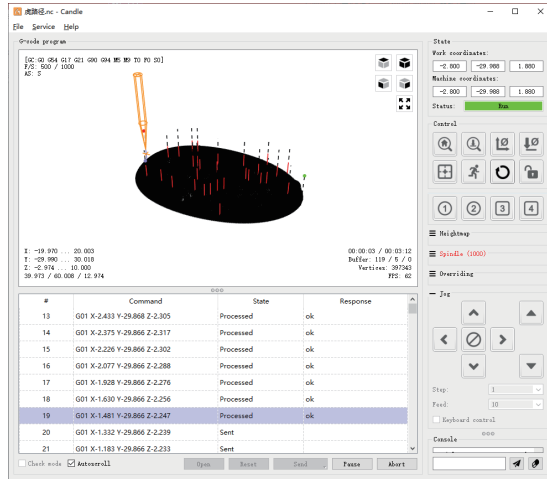 虎路径.nc - Candle
File Service Help
G-code program
[GC:G0 G54 G17 G21 G90 G94 M5 M9 T0 F0 S0]
F/S: 500 / 1000
AS: S
X: -19.970 ... 20.003
Y: -29.990 ... 30.018
Z: -2.974 ... 10.000
39.973 / 60.008 / 12.974
00:00:03 / 00:03:12
Buffer: 119 / 5 / 0
Vertices: 397343
FPS: 62
# Command State Response
13 G01 X-2.433 Y-29.868 Z-2.305 Processed ok
14 G01 X-2.375 Y-29.866 Z-2.317 Processed ok
15 G01 X-2.226 Y-29.866 Z-2.302 Processed ok
16 G01 X-2.077 Y-29.866 Z-2.288 Processed ok
17 G01 X-1.928 Y-29.866 Z-2.276 Processed ok
18 G01 X-1.630 Y-29.866 Z-2.256 Processed ok
19 G01 X-1.481 Y-29.866 Z-2.247 Processed ok
20 G01 X-1.332 Y-29.866 Z-2.239 Sent
21 G01 X-1.183 Y-29.866 Z-2.233 Sent
Check mode Autoscroll Open Reset Send Pause Abort
State
Work coordinates:
-2.800 -29.988 1.880
Machine coordinates:
-2.800 -29.988 1.880
Status: Run
Control
1 2 3 4
Heightmap
Spindle (1000)
Overriding
Jog
Step: 1
Feed: 10
Keyboard control
Console